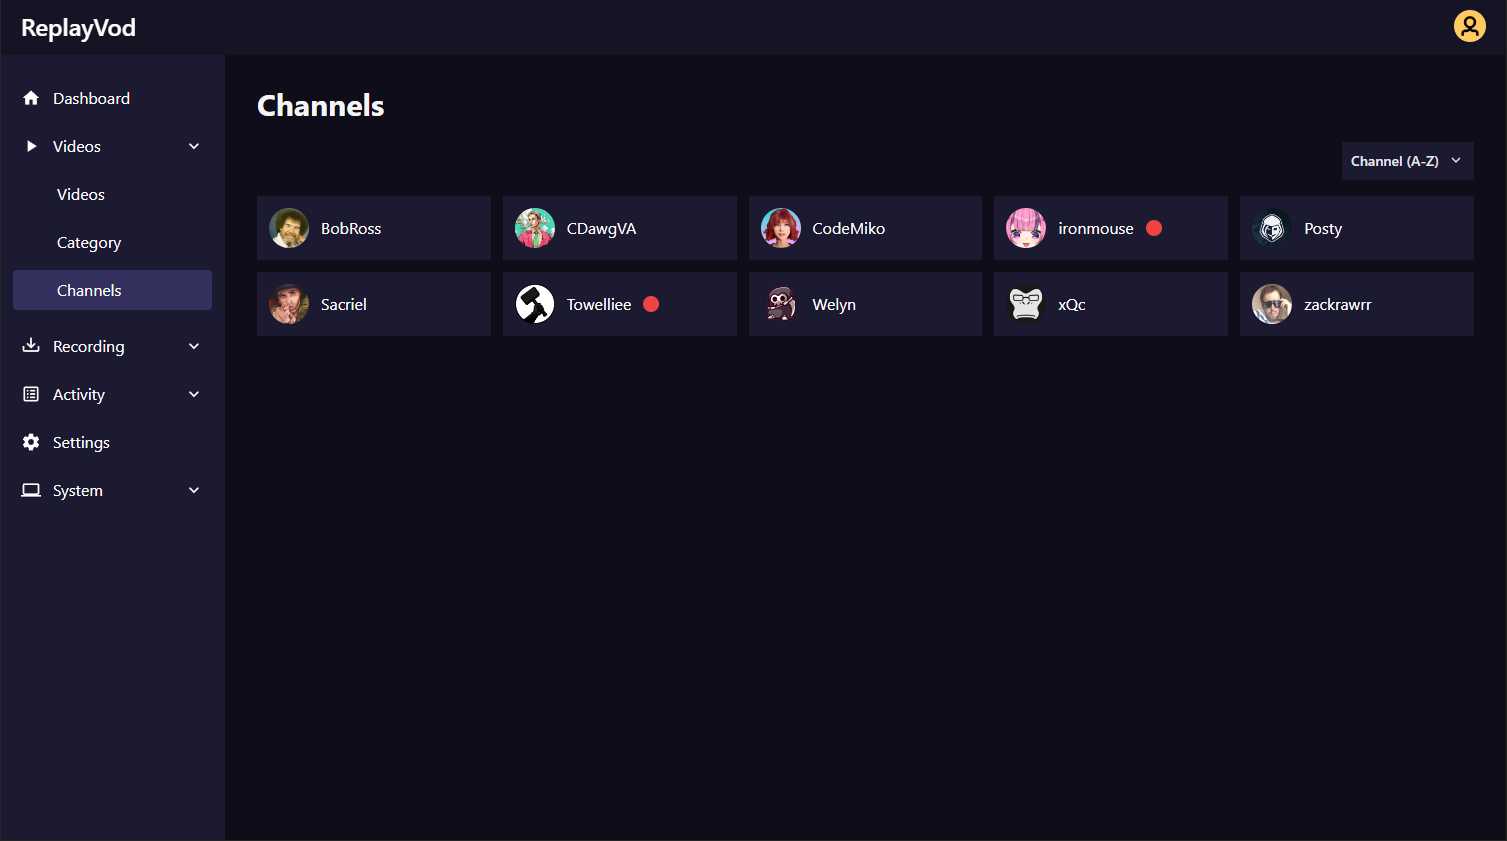 ReplayVod
Dashboard
Videos
Videos
Category
Channels
Recording
Activity
Settings
System
Channels
Channel (A-Z)
BobRoss
CDawgVA
CodeMiko
ironmouse
Posty
Sacriel
Towelliee
Welyn
xQc
zackrawrr